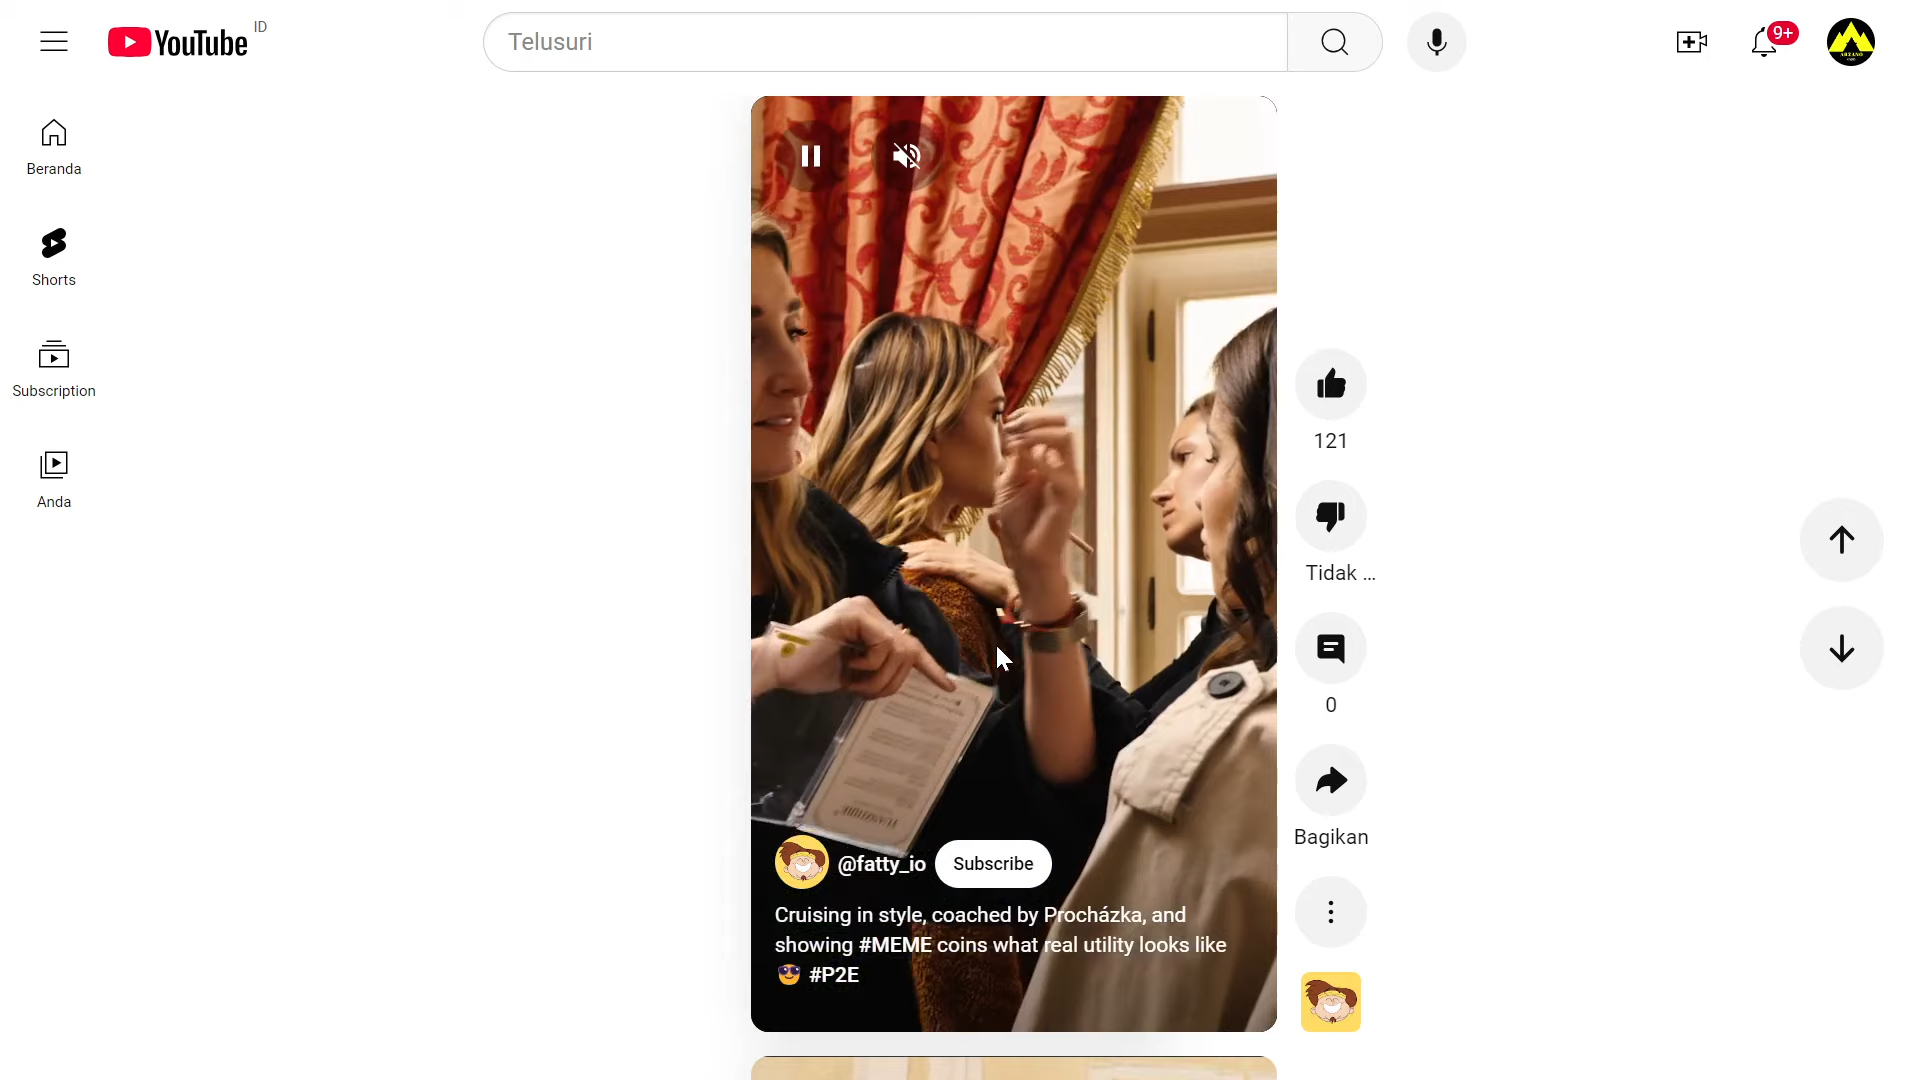 YouTube ID
Telusuri
9+
Beranda
Shorts
Subscription
Anda
121
Tidak ...
0
Bagikan
@fatty_io Subscribe
Cruising in style, coached by Procházka, and
showing #MEME coins what real utility looks like
😎 #P2E